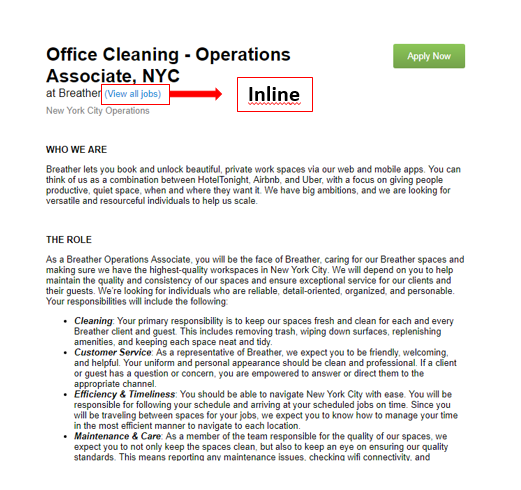 Office Cleaning - Operations
Associate, NYC
Apply Now
at Breather (View all jobs)
Inline
New York City Operations
WHO WE ARE
Breather lets you book and unlock beautiful, private work spaces via our web and mobile apps. You can
think of us as a combination between HotelTonight, Airbnb, and Uber, with a focus on giving people
productive, quiet space, when and where they want it. We have big ambitions, and we are looking for
versatile and resourceful individuals to help us scale.
THE ROLE
As a Breather Operations Associate, you will be the face of Breather, caring for our Breather spaces and
making sure we have the highest-quality workspaces in New York City. We will depend on you to help
maintain the quality and consistency of our spaces and ensure exceptional service for our clients and
their guests. We're looking for individuals who are reliable, detail-oriented, organized, and personable.
Your responsibilities will include the following:
• Cleaning: Your primary responsibility is to keep our spaces fresh and clean for each and every
Breather client and guest. This includes removing trash, wiping down surfaces, replenishing
amenities, and keeping each space neat and tidy.
• Customer Service: As a representative of Breather, we expect you to be friendly, welcoming,
and helpful. Your uniform and personal appearance should be clean and professional. If a client
or guest has a question or concern, you are empowered to answer or direct them to the
appropriate channel.
• Efficiency & Timeliness: You should be able to navigate New York City with ease. You will be
responsible for following your schedule and arriving at your scheduled jobs on time. Since you
will be traveling between spaces for your jobs, we expect you to know how to manage your time
in the most efficient manner to navigate to each location.
• Maintenance & Care: As a member of the team responsible for the quality of our spaces, we
expect you to not only keep the spaces clean, but also to keep an eye on ensuring our quality
standards. This means reporting any maintenance issues, checking wifi connectivity, and